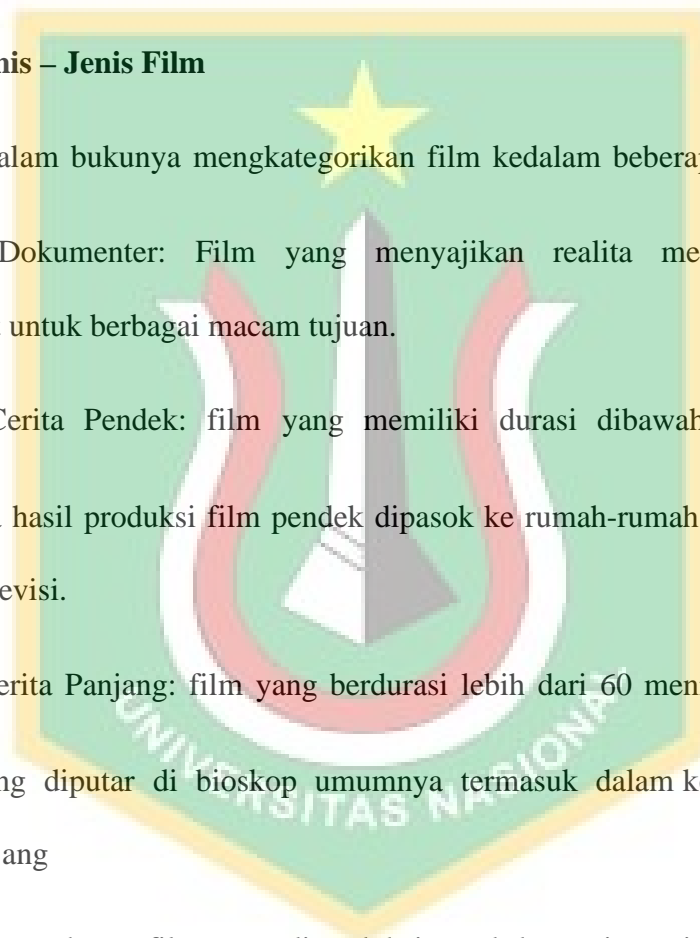 nis – Jenis Film
alam bukunya mengkategorikan film kedalam beberap
Dokumenter: Film yang menyajikan realita me
untuk berbagai macam tujuan.
Cerita Pendek: film yang memiliki durasi dibawah
hasil produksi film pendek dipasok ke rumah-rumah
evisi.
erita Panjang: film yang berdurasi lebih dari 60 men
ng diputar di bioskop umumnya termasuk dalam k
ang
UNIVERSITAS NASIONAL